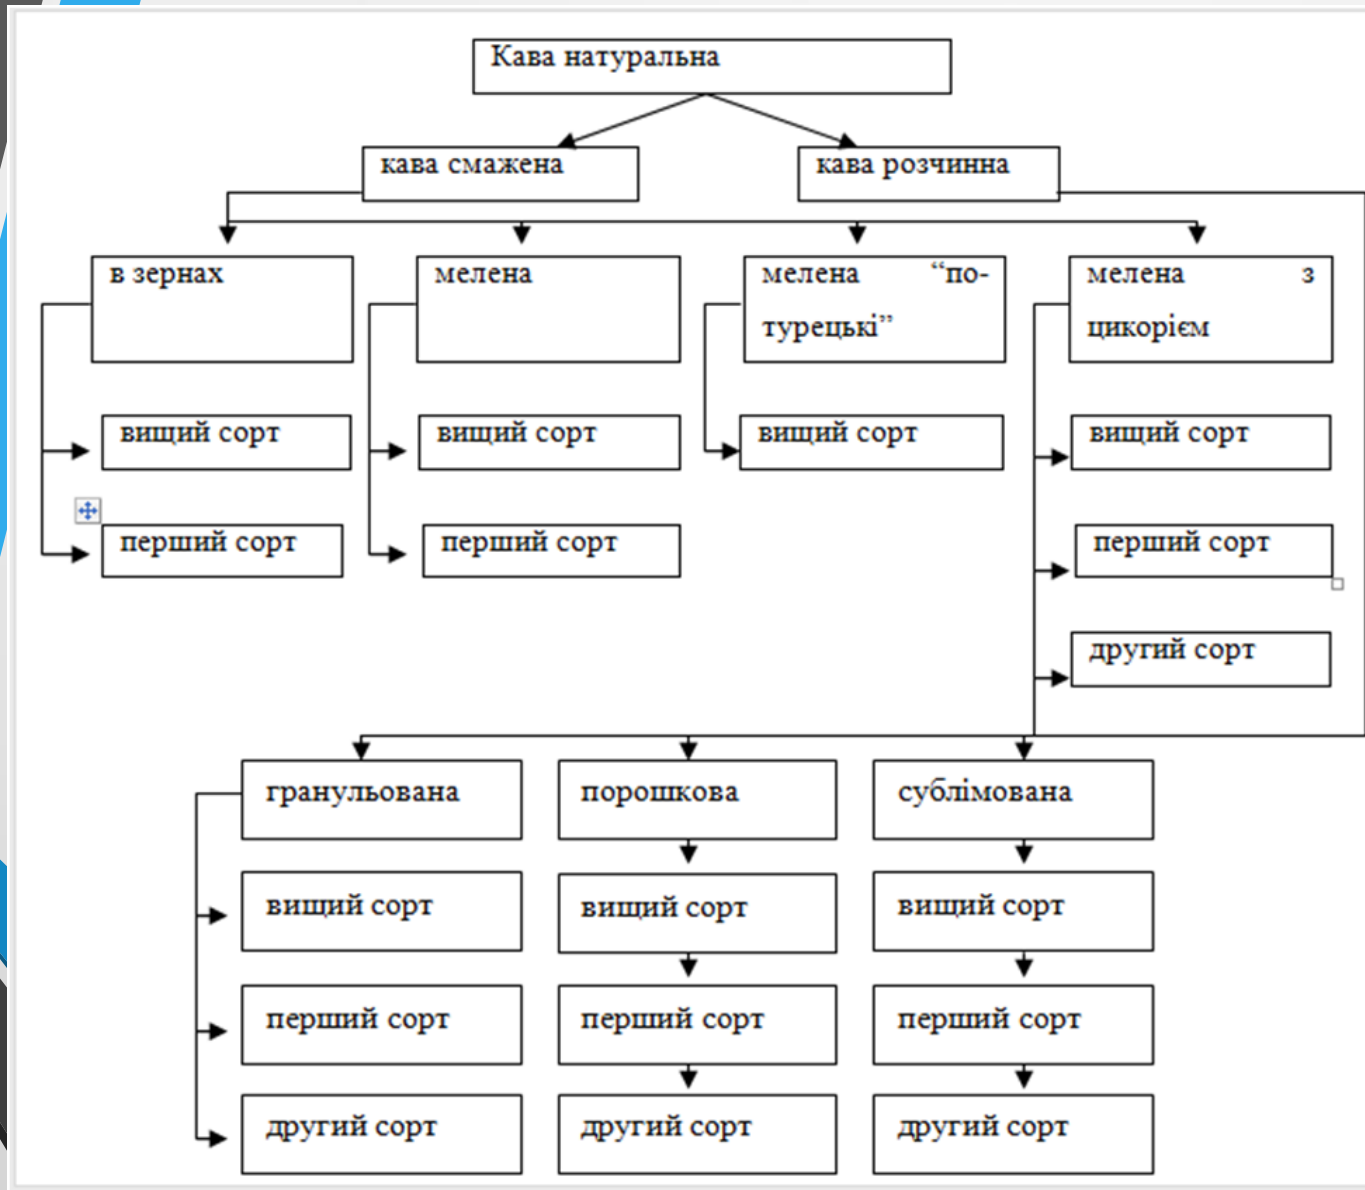 Кава натуральна
кава смажена
кава розчинна
в зернах
мелена
мелена “по-
турецькі”
мелена з
цикорієм
вищий сорт
вищий сорт
вищий сорт
вищий сорт
перший сорт
перший сорт
перший сорт
другий сорт
гранульована
порошкова
сублімована
вищий сорт
вищий сорт
вищий сорт
перший сорт
перший сорт
перший сорт
другий сорт
другий сорт
другий сорт